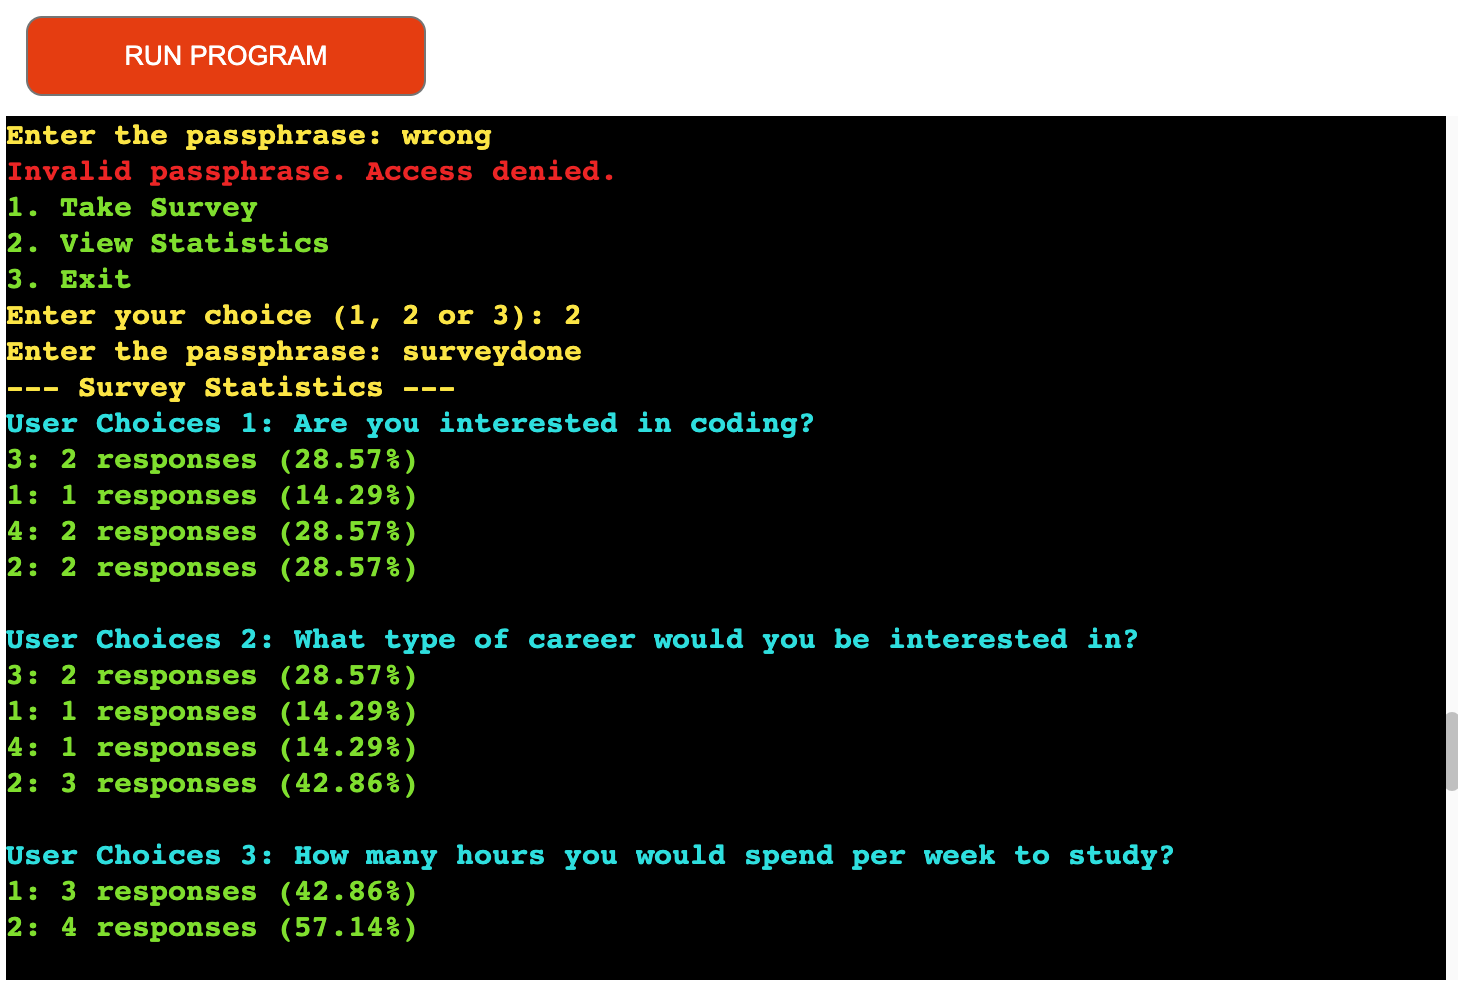 RUN PROGRAM
Enter the passphrase: wrong
Invalid passphrase. Access denied.
1. Take Survey
2. View Statistics
3. Exit
Enter your choice (1, 2 or 3): 2
Enter the passphrase: surveydone
--- Survey Statistics ---
User Choices 1: Are you interested in coding?
3: 2 responses (28.57%)
1: 1 responses (14.29%)
4: 2 responses (28.57%)
2: 2 responses (28.57%)
User Choices 2: What type of career would you be interested in?
3: 2 responses (28.57%)
1: 1 responses (14.29%)
4: 1 responses (14.29%)
2: 3 responses (42.86%)
User Choices 3: How many hours you would spend per week to study?
1: 3 responses (42.86%)
2: 4 responses (57.14%)